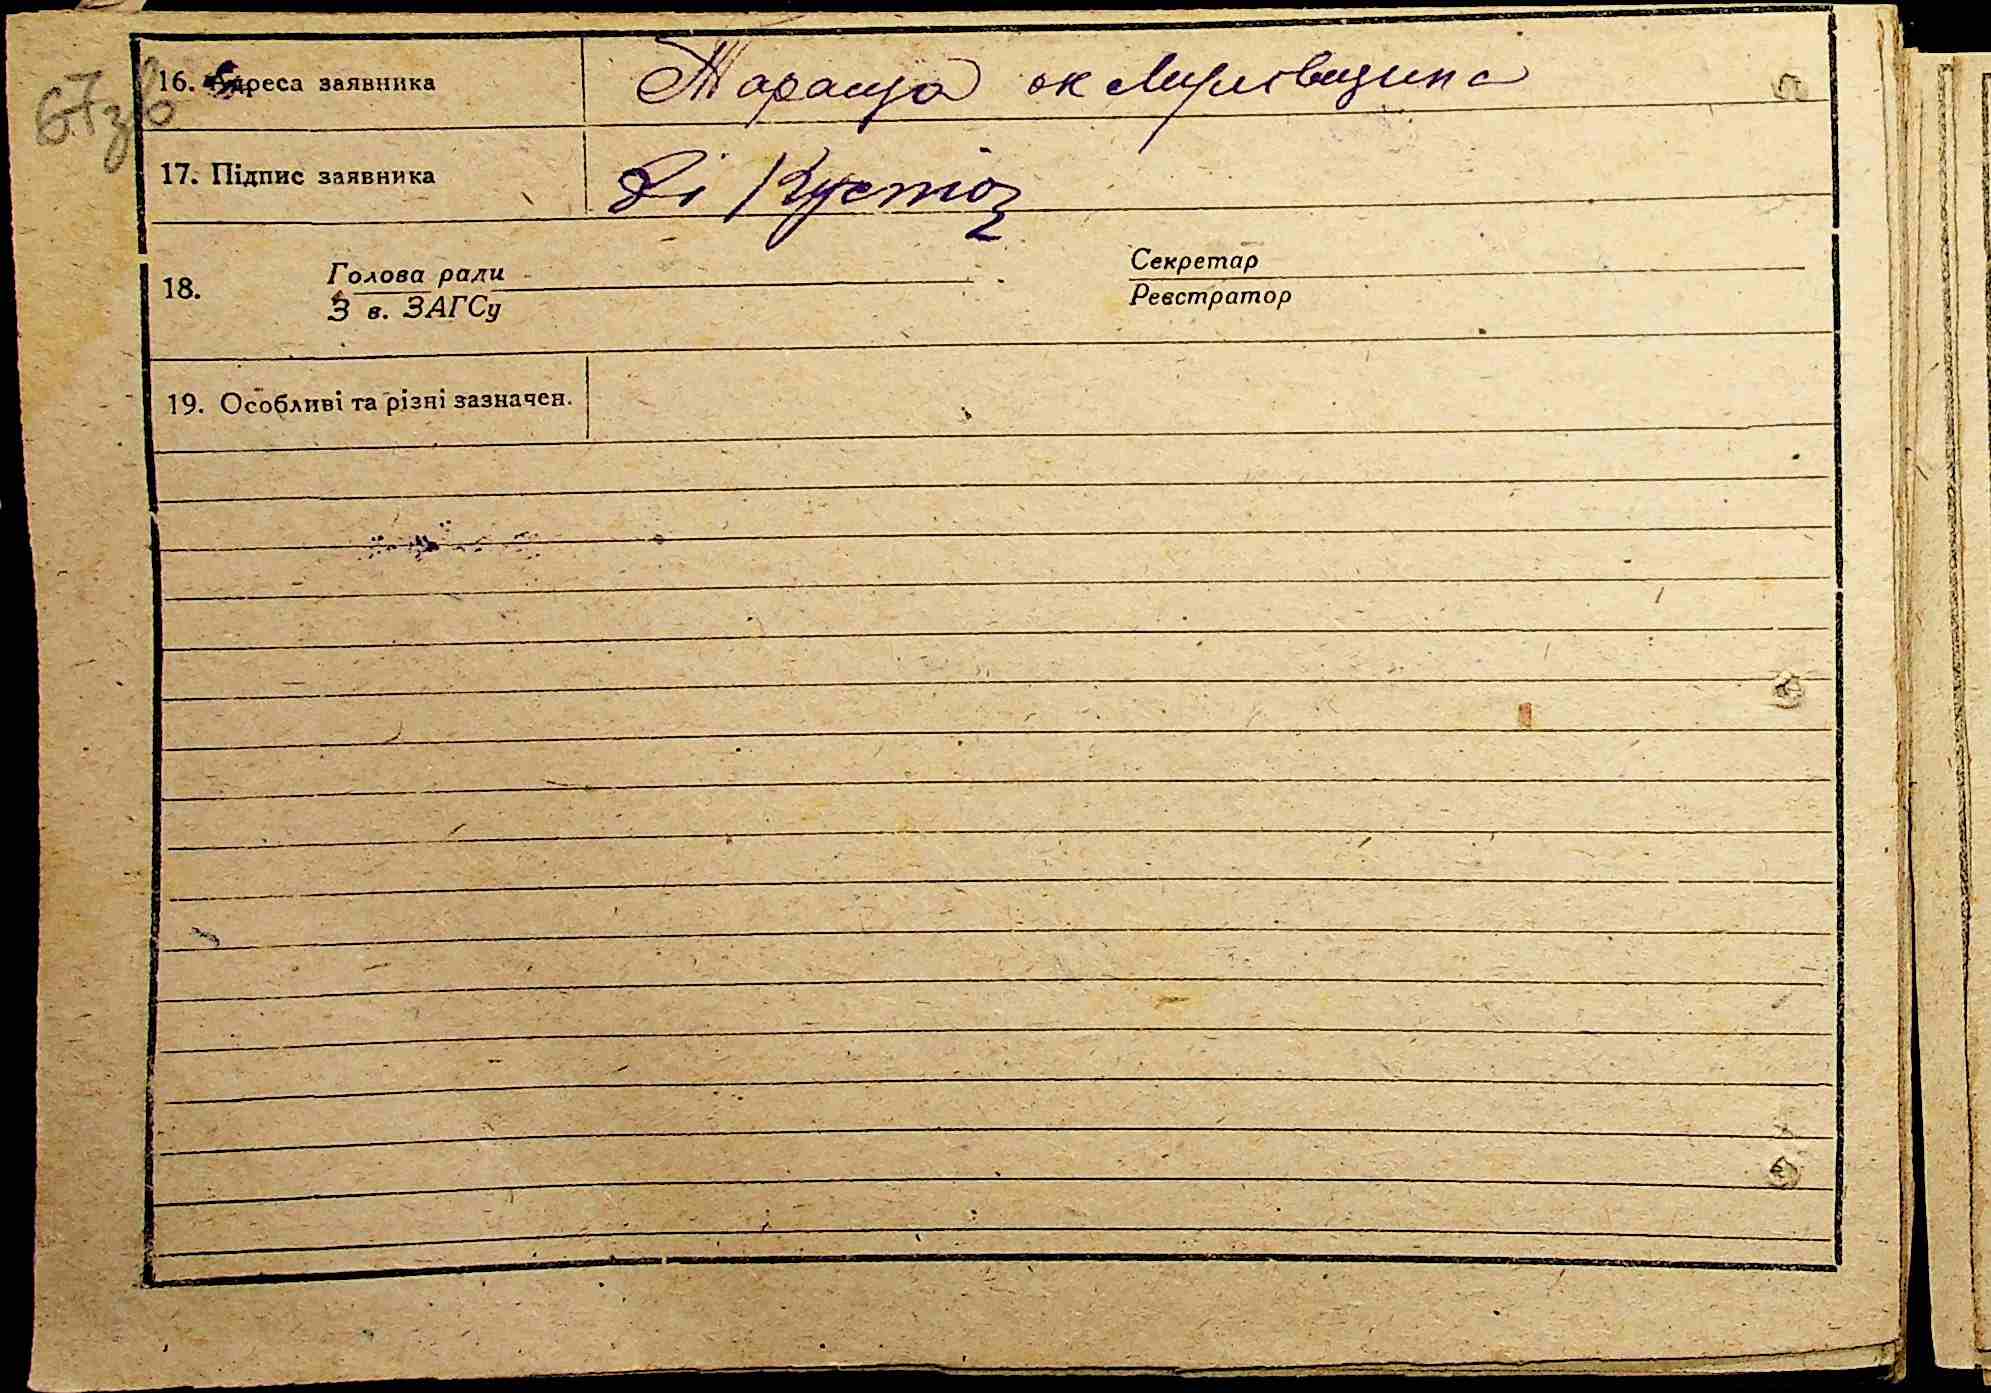 67зв
16. Адреса заявника Тараща ок
17. Підпис заявника
18. Голова ради Секретар
З в. ЗАГСу Реєстратор
19. Особливі та різні зазначен.